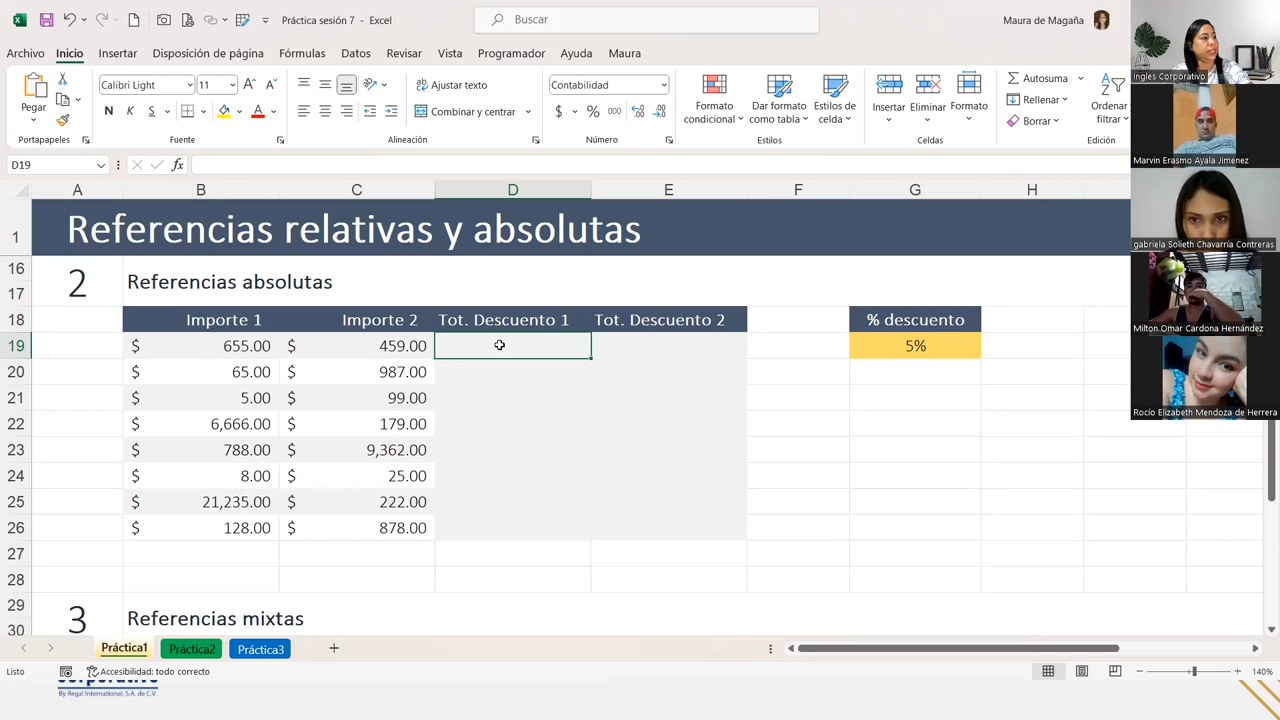 Práctica sesión 7 - Excel
Buscar
Maura de Magaña
Archivo Inicio Insertar Disposición de página Fórmulas Datos Revisar Vista Programador Ayuda Maura
Pegar
Portapapeles
Calibri Light 11
N K S
Fuente
Ajustar texto
Combinar y centrar
Alineación
Contabilidad
$ % 000
Número
Formato condicional
Dar formato como tabla
Estilos de celda
Estilos
Insertar Eliminar Formato
Celdas
Autosuma
Rellenar
Borrar
Ordenar
filtrar
D19
fx
A B C D E F G H
1 Referencias relativas y absolutas
16
17
2 Referencias absolutas
18 Importe 1 Importe 2 Tot. Descuento 1 Tot. Descuento 2 % descuento
19 $ 655.00 $ 459.00 5%
20 $ 65.00 $ 987.00
21 $ 5.00 $ 99.00
22 $ 6,666.00 $ 179.00
23 $ 788.00 $ 9,362.00
24 $ 8.00 $ 25.00
25 $ 21,235.00 $ 222.00
26 $ 128.00 $ 878.00
27
28
29
30
3 Referencias mixtas
Práctica1 Práctica2 Práctica3
Listo
Accesibilidad: todo correcto
140%
By Regal International, S.A. de C.V.
Ingles Corporativo
Marvin Erasmo Ayala Jimenez
gabriela Solieth Chavarría Contreras
Milton Omar Cardona Hernández
Rocío Elizabeth Mendoza de Herrera